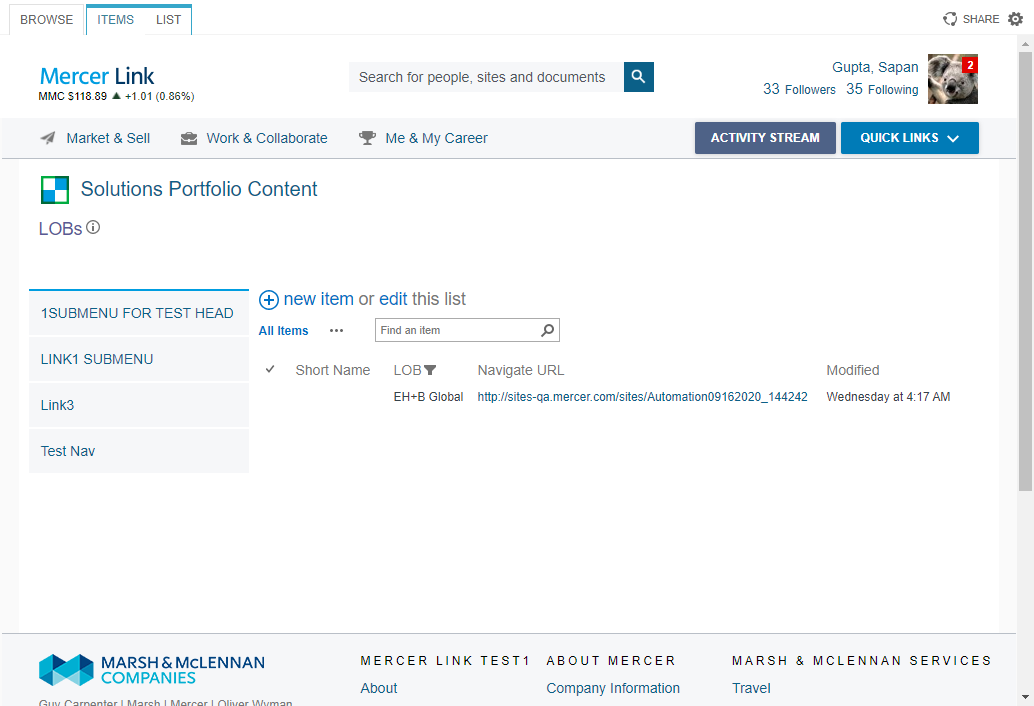 BROWSE ITEMS LIST SHARE
Mercer Link
MMC $118.89 ▲ +1.01 (0.86%)
Search for people, sites and documents
Gupta, Sapan
33 Followers 35 Following
2
Market & Sell Work & Collaborate Me & My Career ACTIVITY STREAM QUICK LINKS
Solutions Portfolio Content
LOBs
1SUBMENU FOR TEST HEAD
LINK1 SUBMENU
Link3
Test Nav
new item or edit this list
All Items ••• Find an item
Short Name LOB Navigate URL Modified
EH+B Global http://sites-qa.mercer.com/sites/Automation09162020_144242 Wednesday at 4:17 AM
MARSH & McLENNAN
COMPANIES
Guy Carpenter | Marsh | Mercer | Oliver Wyman
MERCER LINK TEST1 ABOUT MERCER MARSH & MCLENNAN SERVICES
About Company Information Travel